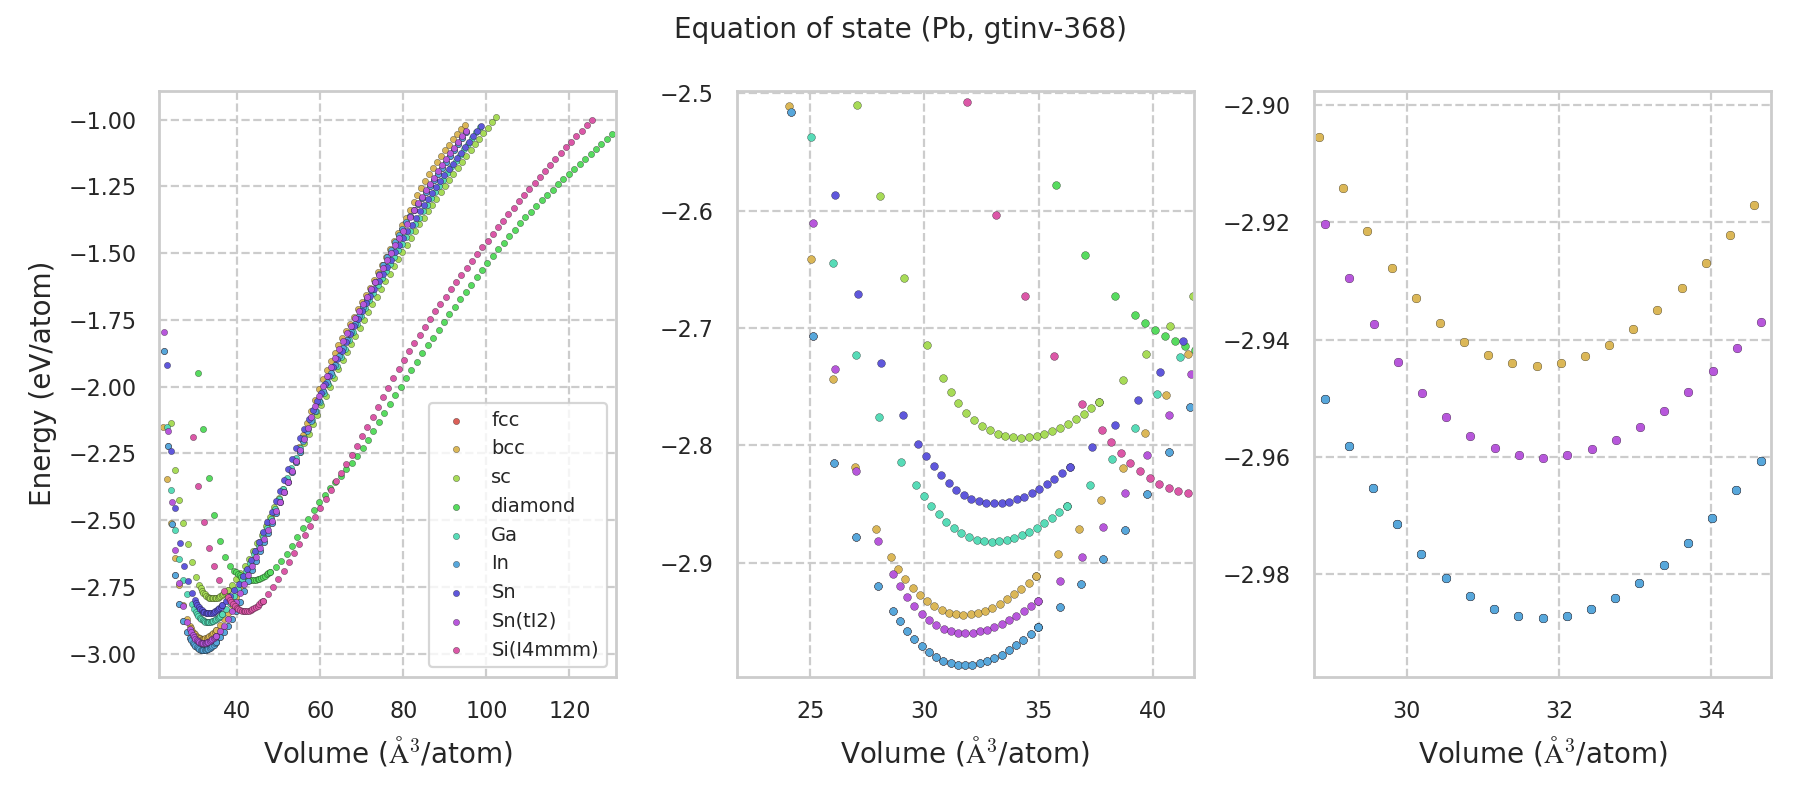 Equation of state (Pb, gtinv-368)
Energy (eV/atom)
−1.00
−1.25
−1.50
−1.75
−2.00
−2.25
−2.50
−2.75
−3.00
40 60 80 100 120
Volume (Å³/atom)
fcc
bcc
sc
diamond
Ga
In
Sn
Sn(tI2)
Si(I4mmm)
−2.5
−2.6
−2.7
−2.8
−2.9
25 30 35 40
Volume (Å³/atom)
−2.90
−2.92
−2.94
−2.96
−2.98
30 32 34
Volume (Å³/atom)